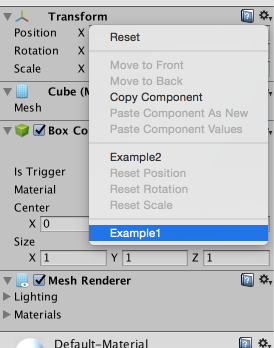 Transform
Position X
Rotation X
Scale X
Reset
Move to Front
Move to Back
Copy Component
Paste Component As New
Paste Component Values
Example2
Reset Position
Reset Rotation
Reset Scale
Example1
Cube (M
Mesh
Box Co
Is Trigger
Material
Center
X 0
Size
X 1 Y 1 Z 1
Mesh Renderer
Lighting
Materials
Default-Material